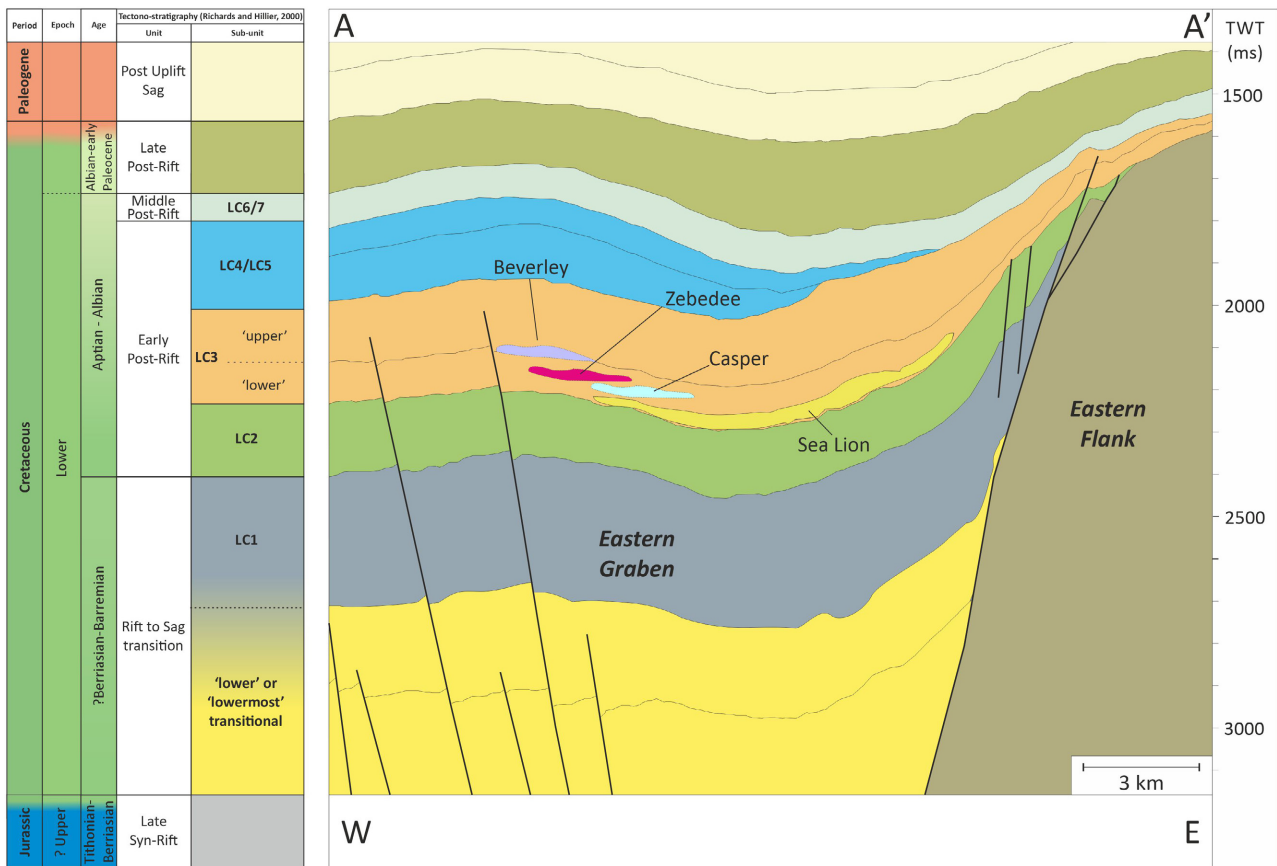 Period
Epoch
Age
Tectono-stratigraphy (Richards and Hillier, 2000)
Unit
Sub-unit
Paleogene
Cretaceous
Jurassic
Lower
? Upper
Albian-early
Paleocene
Aptian - Albian
?Berriasian-Barremian
Tithonian-
Berriasian
Post Uplift
Sag
Late
Post-Rift
Middle
Post-Rift
Early
Post-Rift
Rift to Sag
transition
Late
Syn-Rift
LC6/7
LC4/LC5
‘upper’
LC3
‘lower’
LC2
LC1
‘lower’ or
‘lowermost’
transitional
A
A’
Beverley
Zebedee
Casper
Sea Lion
Eastern
Graben
Eastern
Flank
3 km
W
E
TWT
(ms)
1500
2000
2500
3000